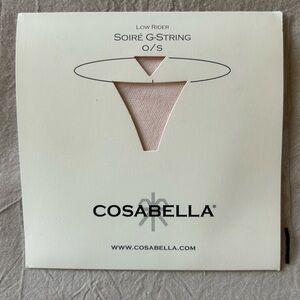 Low Rider
Soiré G-String
O/S
COSABELLA®
www.cosabella.com